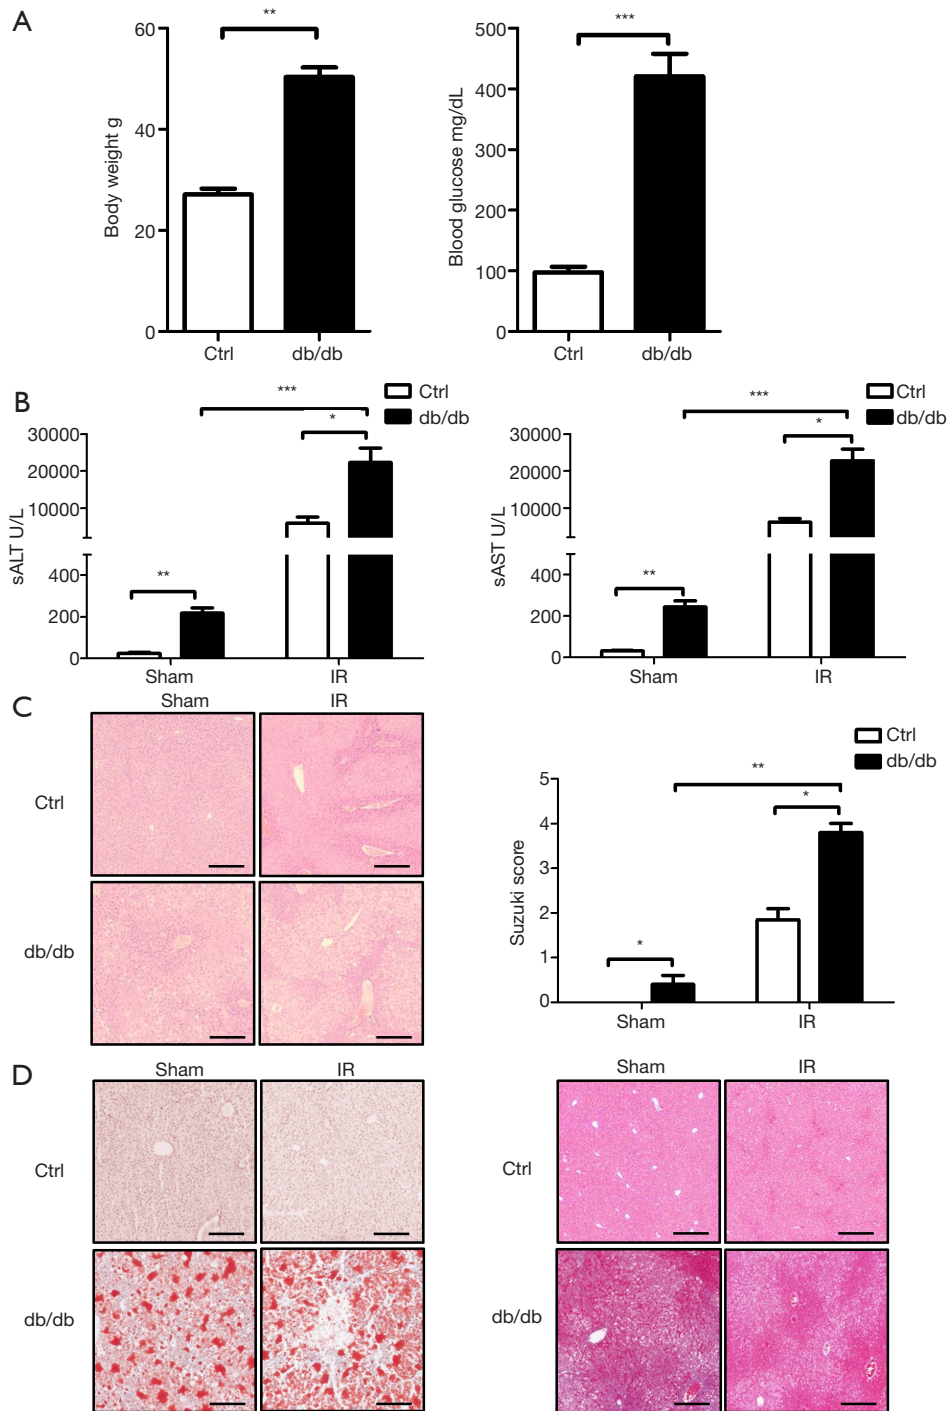 A
**
***
60
40
20
0
Body weight g
Ctrl
db/db
500
400
300
200
100
0
Blood glucose mg/dL
Ctrl
db/db
B
***
*
**
Ctrl
db/db
30000
20000
10000
400
200
0
sALT U/L
Sham
IR
***
*
**
Ctrl
db/db
30000
20000
10000
400
200
0
sAST U/L
Sham
IR
C
Sham
IR
Ctrl
db/db
Ctrl
db/db
**
*
*
5
4
3
2
1
0
Suzuki score
Sham
IR
D
Sham
IR
Ctrl
db/db
Sham
IR
Ctrl
db/db